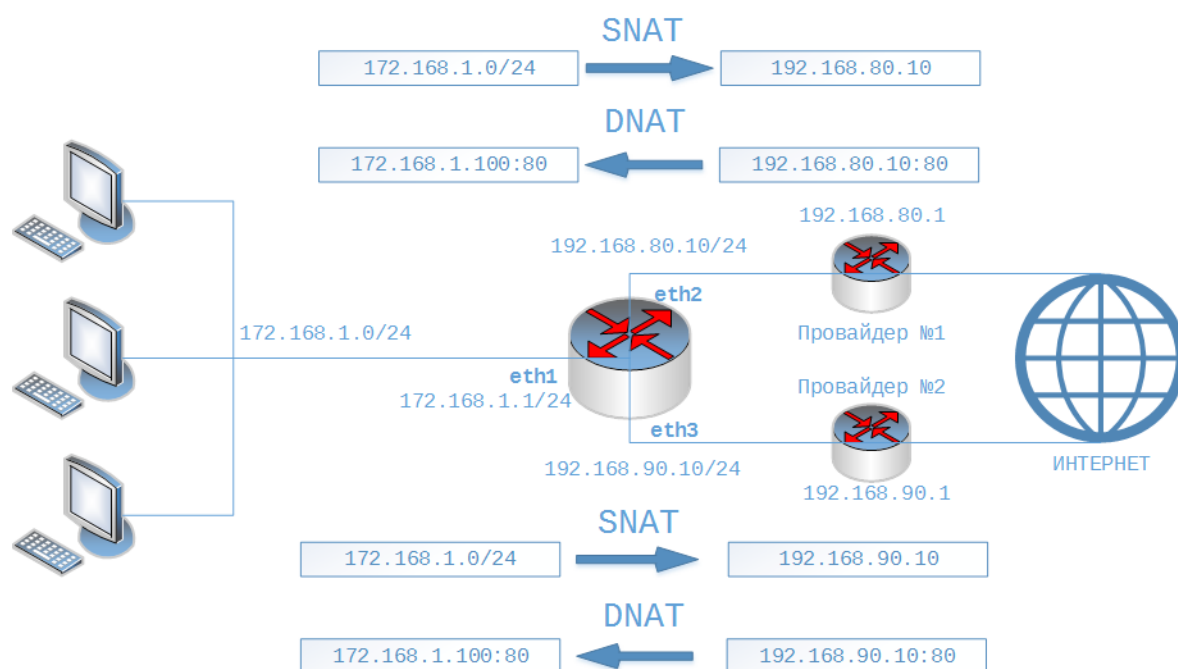 SNAT
172.168.1.0/24
192.168.80.10
DNAT
172.168.1.100:80
192.168.80.10:80
192.168.80.1
192.168.80.10/24
eth2
172.168.1.0/24
Провайдер №1
eth1
172.168.1.1/24
Провайдер №2
eth3
192.168.90.10/24
192.168.90.1
ИНТЕРНЕТ
SNAT
172.168.1.0/24
192.168.90.10
DNAT
172.168.1.100:80
192.168.90.10:80